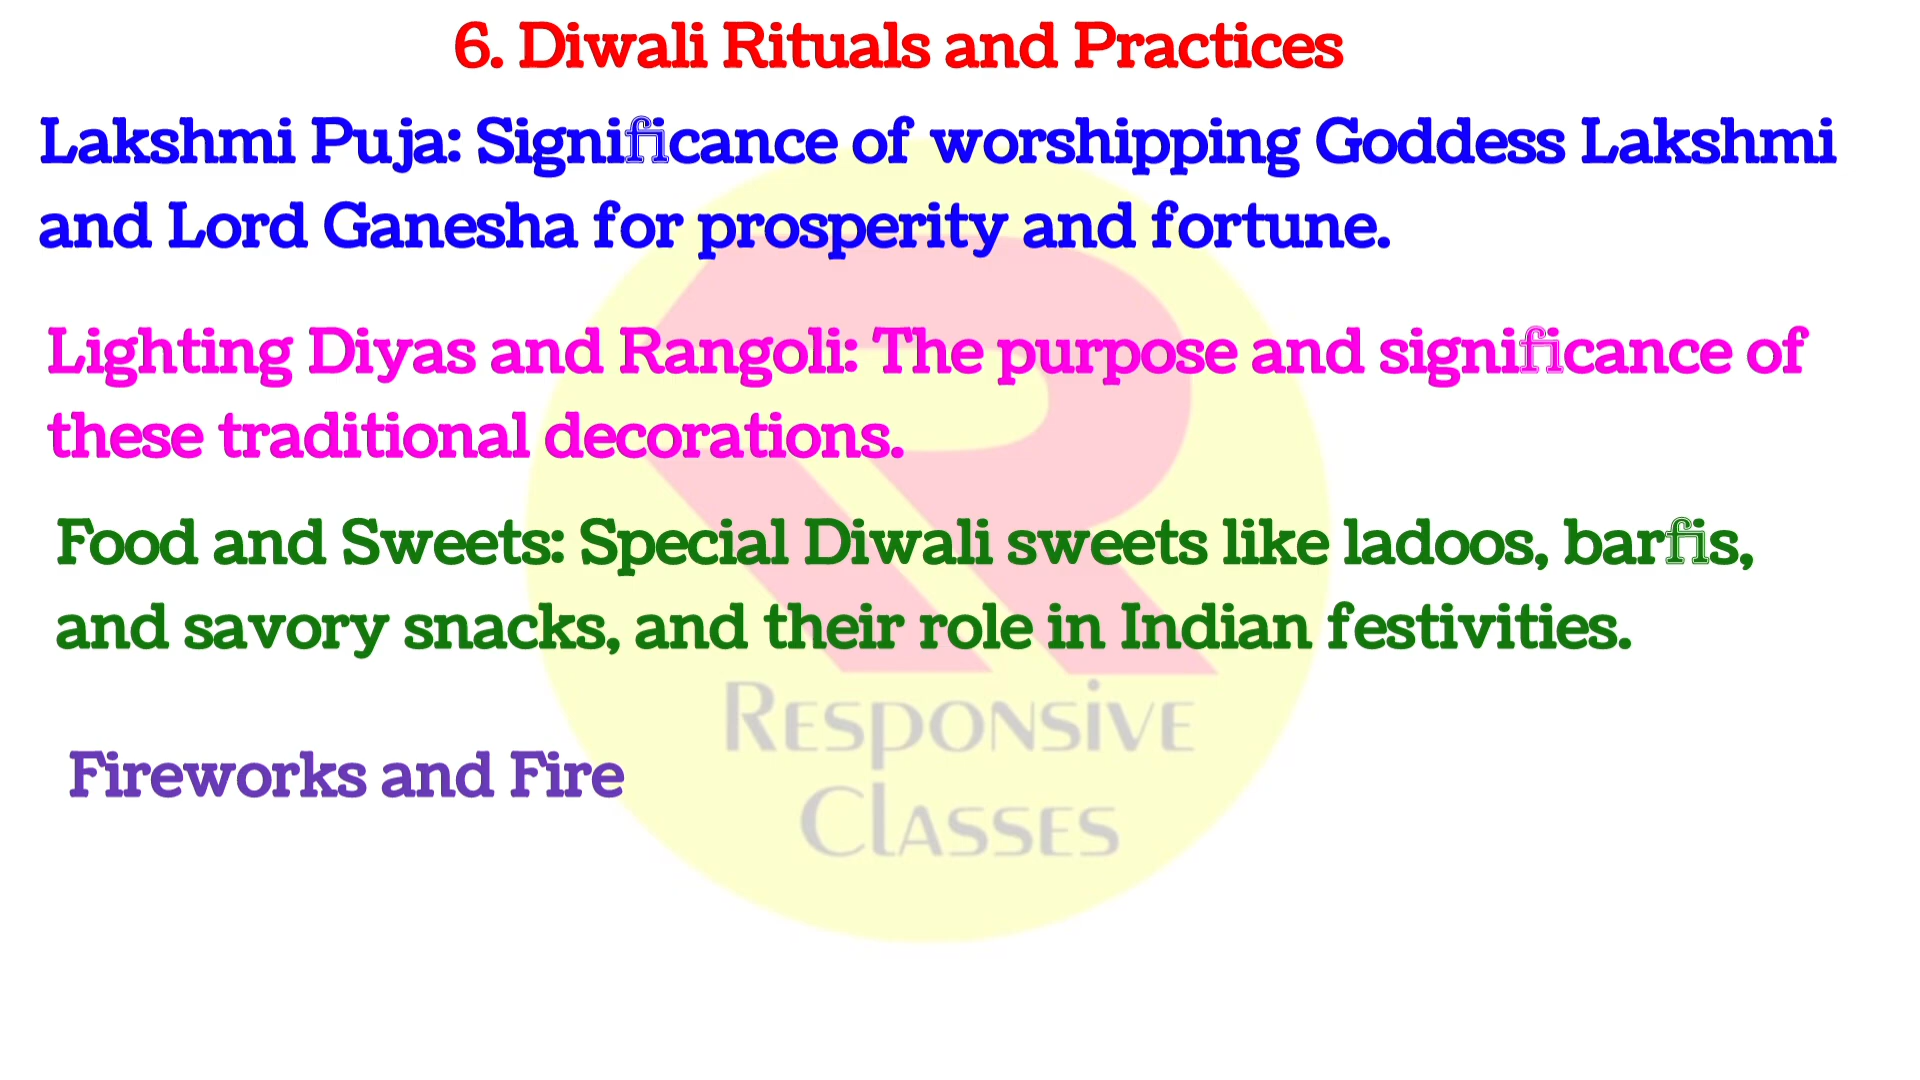 6. Diwali Rituals and Practices
Lakshmi Puja: Significance of worshipping Goddess Lakshmi
and Lord Ganesha for prosperity and fortune.
Lighting Diyas and Rangoli: The purpose and significance of
these traditional decorations.
Food and Sweets: Special Diwali sweets like ladoos, barfis,
and savory snacks, and their role in Indian festivities.
Responsive
Fireworks and Fire
Classes